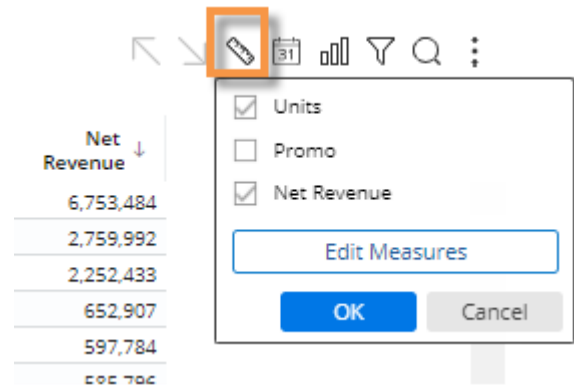 31
Units
Promo
Net Revenue
Edit Measures
OK Cancel
Net
Revenue ↓
6,753,484
2,759,992
2,252,433
652,907
597,784